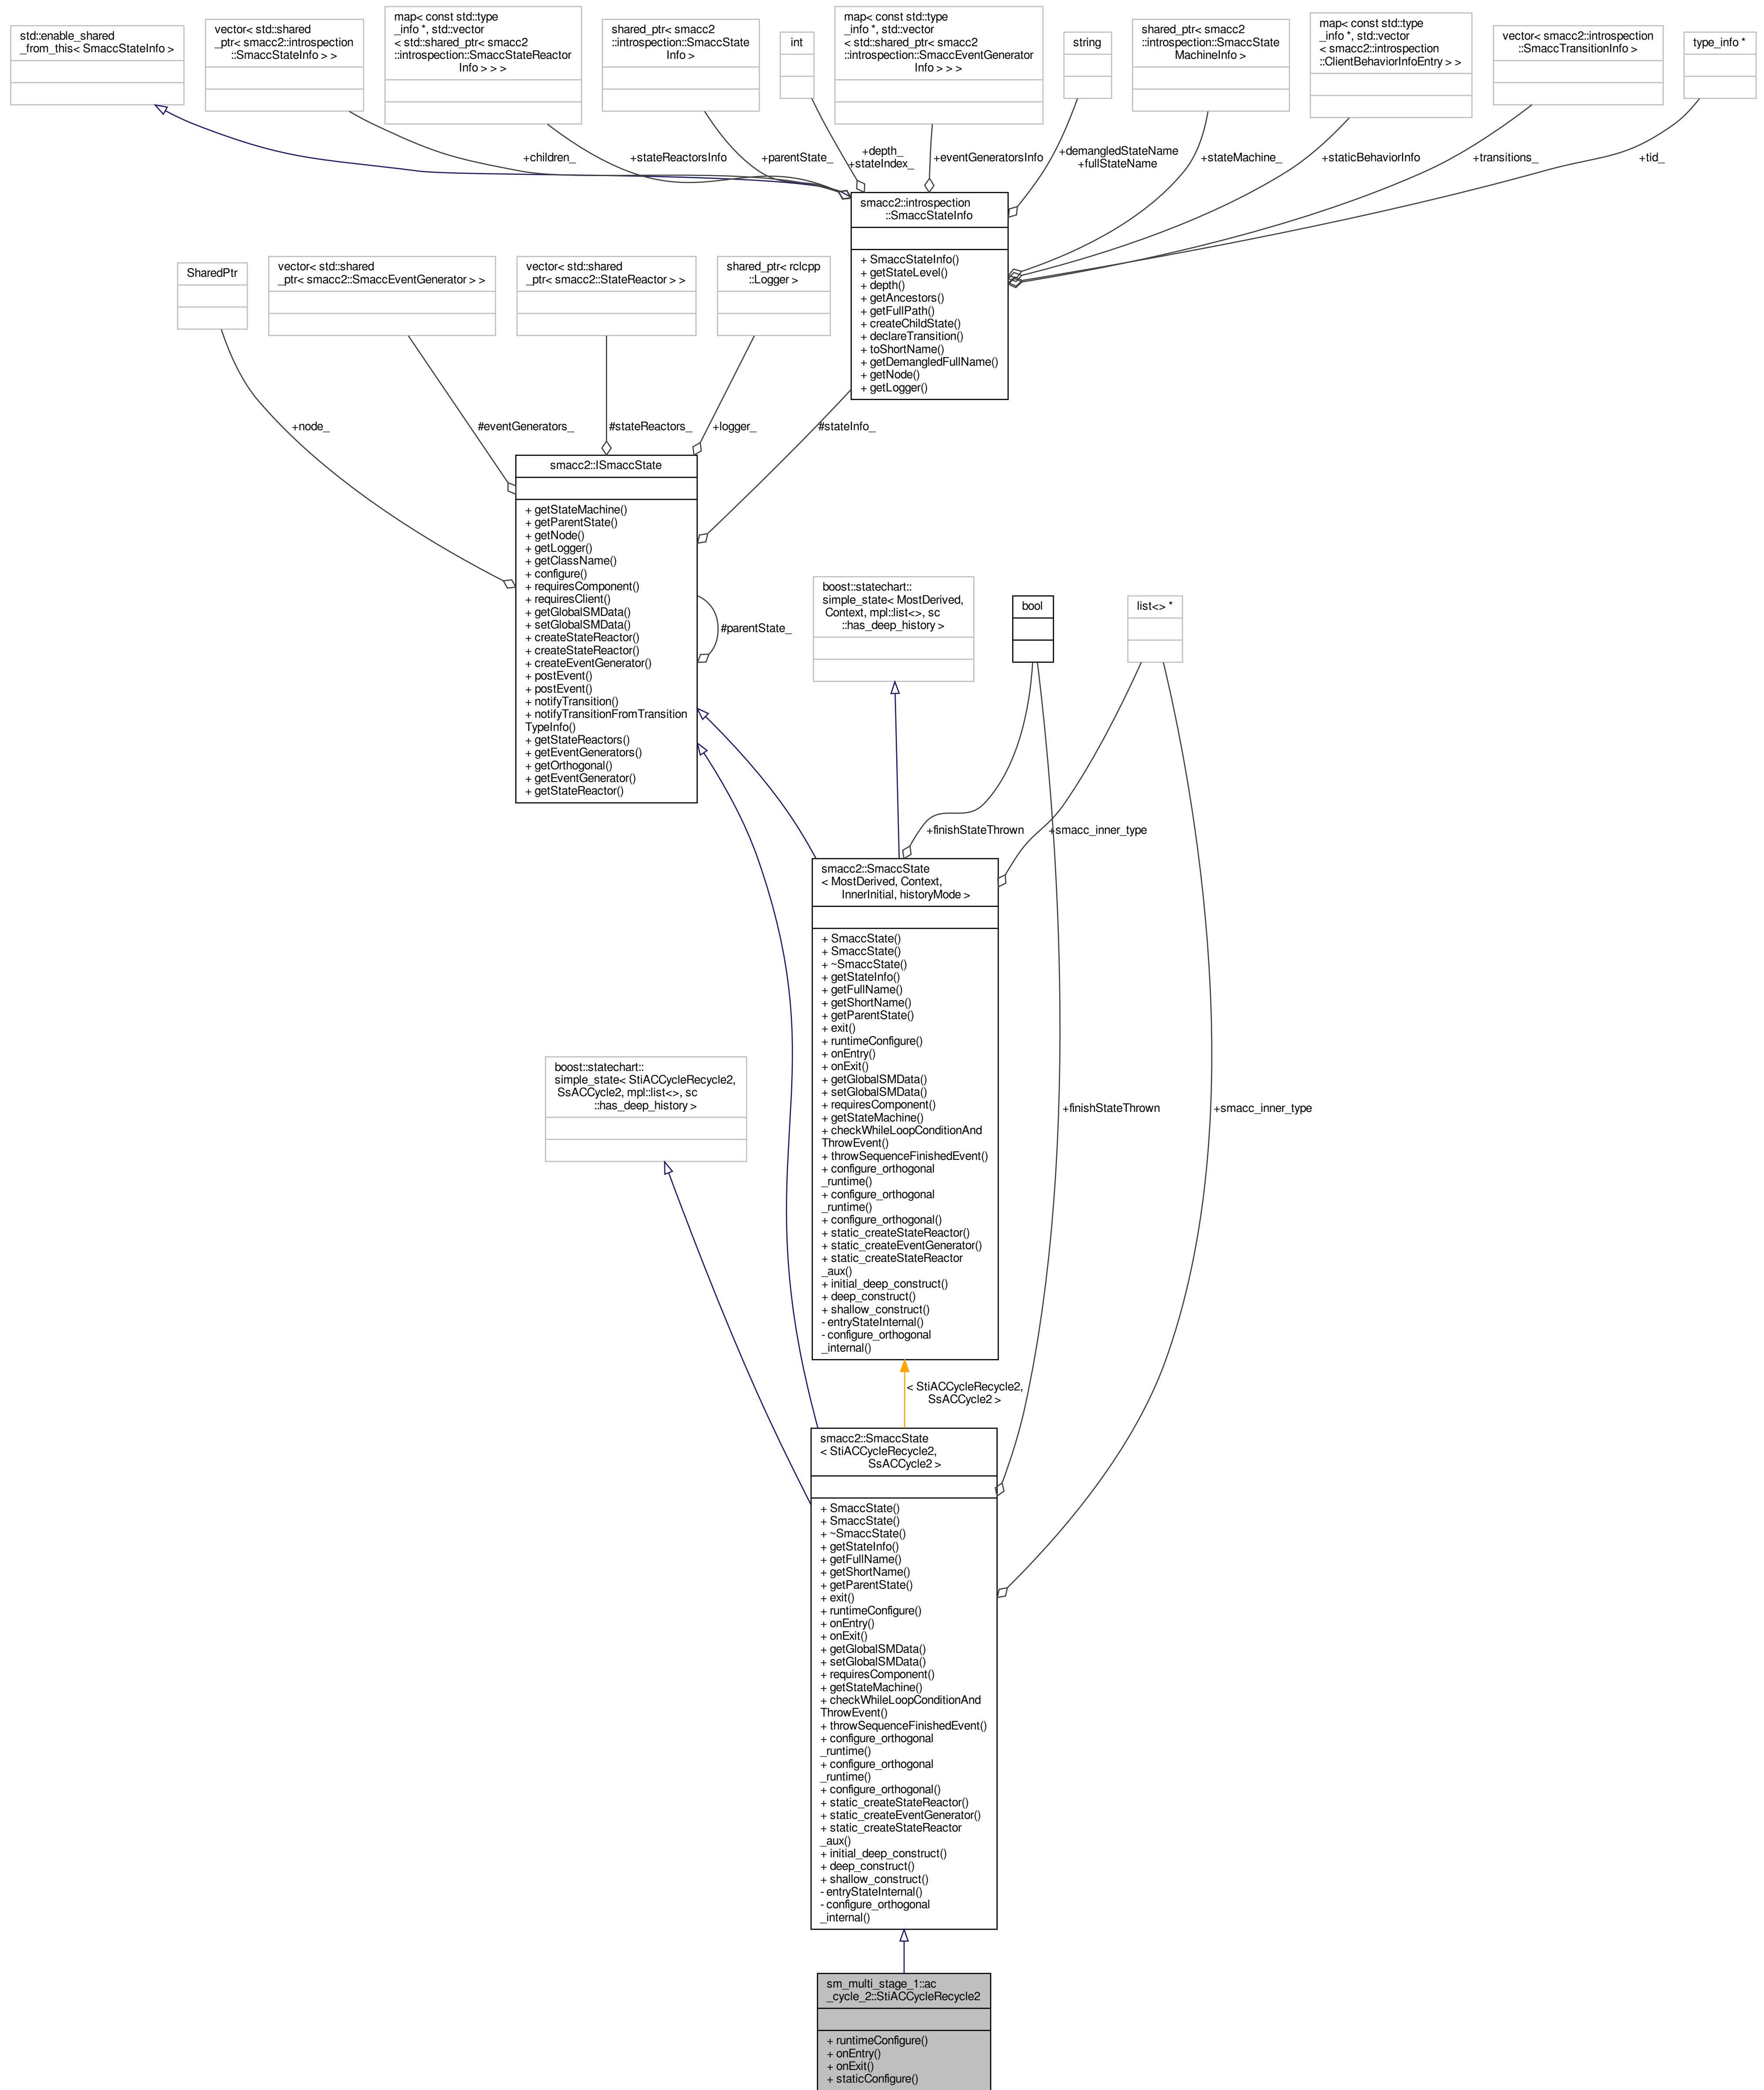 std::enable_shared
_from_this< SmaccStateInfo >
vector< std::shared
_ptr< smacc2::introspection
::SmaccStateInfo > >
map< const std::type
_info *, std::vector
< std::shared_ptr< smacc2
::introspection::SmaccStateReactor
Info > > >
shared_ptr< smacc2
::introspection::SmaccState
Info >
int
map< const std::type
_info *, std::vector
< std::shared_ptr< smacc2
::introspection::SmaccEventGenerator
Info > > >
string
shared_ptr< smacc2
::introspection::SmaccState
MachineInfo >
map< const std::type
_info *, std::vector
< smacc2::introspection
::ClientBehaviorInfoEntry > >
vector< smacc2::introspection
::SmaccTransitionInfo >
type_info *
+children_
+stateReactorsInfo
+parentState_
+depth_
+stateIndex_
+eventGeneratorsInfo
+demangledStateName
+fullStateName
+stateMachine_
+staticBehaviorInfo
+transitions_
+tid_
smacc2::introspection
::SmaccStateInfo
+ SmaccStateInfo()
+ getStateLevel()
+ depth()
+ getAncestors()
+ getFullPath()
+ createChildState()
+ declareTransition()
+ toShortName()
+ getDemangledFullName()
+ getNode()
+ getLogger()
SharedPtr
vector< std::shared
_ptr< smacc2::SmaccEventGenerator > >
vector< std::shared
_ptr< smacc2::StateReactor > >
shared_ptr< rclcpp
::Logger >
+node_
#eventGenerators_
#stateReactors_
+logger_
#stateInfo_
smacc2::ISmaccState
+ getStateMachine()
+ getParentState()
+ getNode()
+ getLogger()
+ getClassName()
+ configure()
+ requiresComponent()
+ requiresClient()
+ getGlobalSMData()
+ setGlobalSMData()
+ createStateReactor()
+ createStateReactor()
+ createEventGenerator()
+ postEvent()
+ postEvent()
+ notifyTransition()
+ notifyTransitionFromTransition
TypeInfo()
+ getStateReactors()
+ getEventGenerators()
+ getOrthogonal()
+ getEventGenerator()
+ getStateReactor()
#parentState_
boost::statechart::
simple_state< MostDerived,
Context, mpl::list<>, sc
::has_deep_history >
bool
list<> *
+finishStateThrown
+smacc_inner_type
smacc2::SmaccState
< MostDerived, Context,
InnerInitial, historyMode >
+ SmaccState()
+ SmaccState()
+ ~SmaccState()
+ getStateInfo()
+ getFullName()
+ getShortName()
+ getParentState()
+ exit()
+ runtimeConfigure()
+ onEntry()
+ onExit()
+ getGlobalSMData()
+ setGlobalSMData()
+ requiresComponent()
+ getStateMachine()
+ checkWhileLoopConditionAnd
ThrowEvent()
+ throwSequenceFinishedEvent()
+ configure_orthogonal
_runtime()
+ configure_orthogonal
_runtime()
+ configure_orthogonal()
+ static_createStateReactor()
+ static_createEventGenerator()
+ static_createStateReactor
_aux()
+ initial_deep_construct()
+ deep_construct()
+ shallow_construct()
- entryStateInternal()
- configure_orthogonal
_internal()
boost::statechart::
simple_state< StiACCycleRecycle2,
SsACCycle2, mpl::list<>, sc
::has_deep_history >
+finishStateThrown
+smacc_inner_type
< StiACCycleRecycle2,
SsACCycle2 >
smacc2::SmaccState
< StiACCycleRecycle2,
SsACCycle2 >
+ SmaccState()
+ SmaccState()
+ ~SmaccState()
+ getStateInfo()
+ getFullName()
+ getShortName()
+ getParentState()
+ exit()
+ runtimeConfigure()
+ onEntry()
+ onExit()
+ getGlobalSMData()
+ setGlobalSMData()
+ requiresComponent()
+ getStateMachine()
+ checkWhileLoopConditionAnd
ThrowEvent()
+ throwSequenceFinishedEvent()
+ configure_orthogonal
_runtime()
+ configure_orthogonal
_runtime()
+ configure_orthogonal()
+ static_createStateReactor()
+ static_createEventGenerator()
+ static_createStateReactor
_aux()
+ initial_deep_construct()
+ deep_construct()
+ shallow_construct()
- entryStateInternal()
- configure_orthogonal
_internal()
sm_multi_stage_1::ac
_cycle_2::StiACCycleRecycle2
+ runtimeConfigure()
+ onEntry()
+ onExit()
+ staticConfigure()